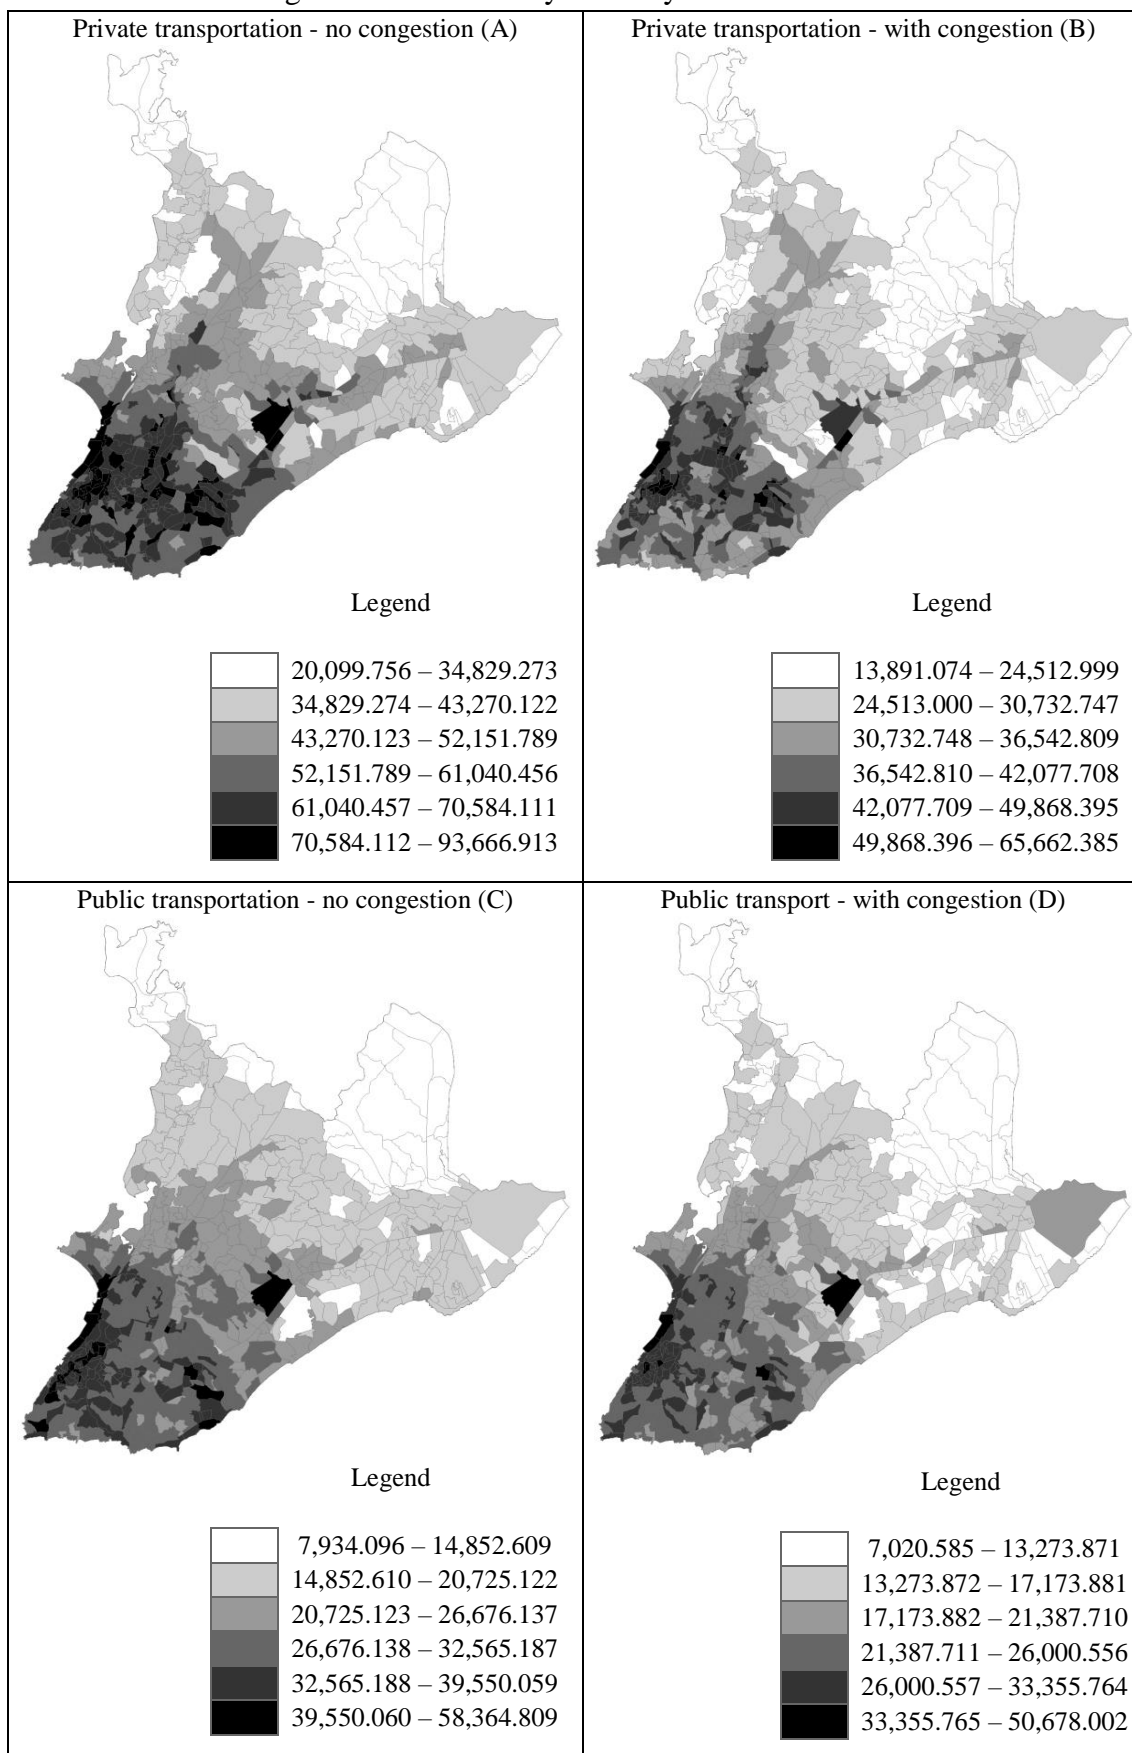 Private transportation - no congestion (A)
Private transportation - with congestion (B)
Legend
20,099.756 – 34,829.273
34,829.274 – 43,270.122
43,270.123 – 52,151.789
52,151.789 – 61,040.456
61,040.457 – 70,584.111
70,584.112 – 93,666.913
Legend
13,891.074 – 24,512.999
24,513.000 – 30,732.747
30,732.748 – 36,542.809
36,542.810 – 42,077.708
42,077.709 – 49,868.395
49,868.396 – 65,662.385
Public transportation - no congestion (C)
Public transport - with congestion (D)
Legend
7,934.096 – 14,852.609
14,852.610 – 20,725.122
20,725.123 – 26,676.137
26,676.138 – 32,565.187
32,565.188 – 39,550.059
39,550.060 – 58,364.809
Legend
7,020.585 – 13,273.871
13,273.872 – 17,173.881
17,173.882 – 21,387.710
21,387.711 – 26,000.556
26,000.557 – 33,355.764
33,355.765 – 50,678.002